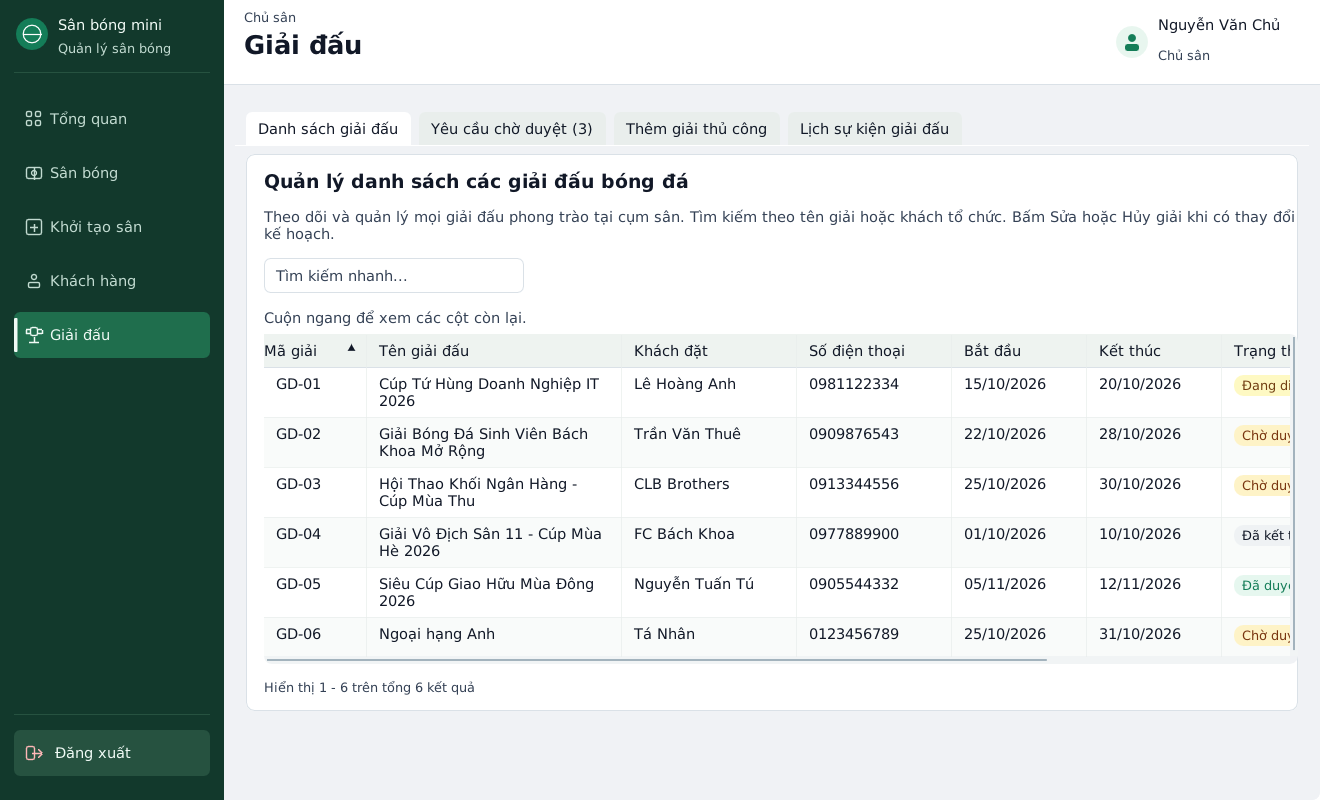 Sân bóng mini
Quản lý sân bóng
Tổng quan
Sân bóng
Khởi tạo sân
Khách hàng
Giải đấu
Đăng xuất
Chủ sân
Giải đấu
Nguyễn Văn Chủ
Chủ sân
Danh sách giải đấu
Yêu cầu chờ duyệt (3)
Thêm giải thủ công
Lịch sự kiện giải đấu
Quản lý danh sách các giải đấu bóng đá
Theo dõi và quản lý mọi giải đấu phong trào tại cụm sân. Tìm kiếm theo tên giải hoặc khách tổ chức. Bấm Sửa hoặc Hủy giải khi có thay đổi
kế hoạch.
Tìm kiếm nhanh...
Cuộn ngang để xem các cột còn lại.
Mã giải ▲ Tên giải đấu Khách đặt Số điện thoại Bắt đầu Kết thúc Trạng
GD-01 Cúp Tứ Hùng Doanh Nghiệp IT Lê Hoàng Anh 0981122334 15/10/2026 20/10/2026 Đang
2026
GD-02 Giải Bóng Đá Sinh Viên Bách Trần Văn Thuê 0909876543 22/10/2026 28/10/2026 Chờ
Khoa Mở Rộng
GD-03 Hội Thao Khối Ngân Hàng - CLB Brothers 0913344556 25/10/2026 30/10/2026 Chờ
Cúp Mùa Thu
GD-04 Giải Vô Địch Sân 11 - Cúp Mùa FC Bách Khoa 0977889900 01/10/2026 10/10/2026 Đã kết
Hè 2026
GD-05 Siêu Cúp Giao Hữu Mùa Đông Nguyễn Tuấn Tú 0905544332 05/11/2026 12/11/2026 Đã
2026
GD-06 Ngoại hạng Anh Tá Nhân 0123456789 25/10/2026 31/10/2026 Chờ
Hiển thị 1 - 6 trên tổng 6 kết quả